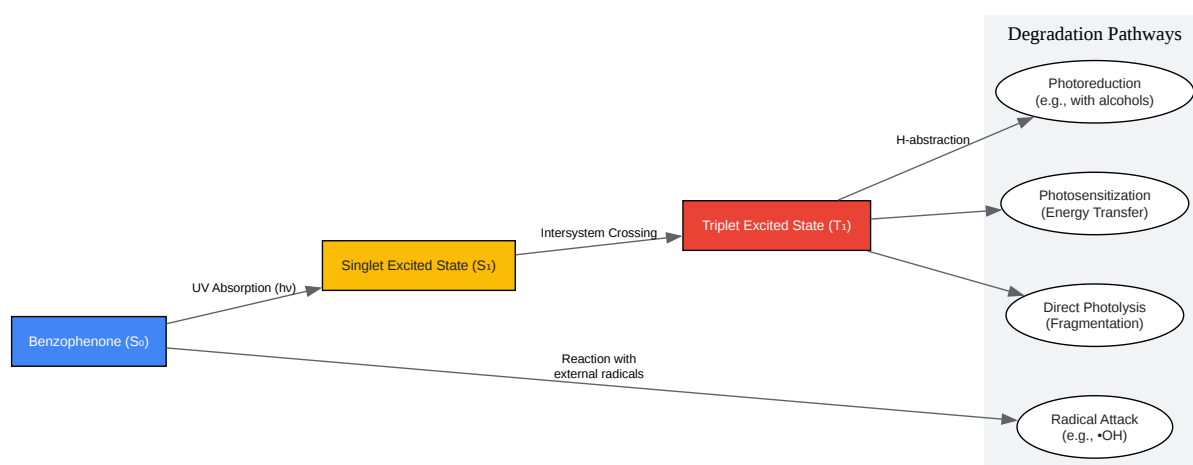 Degradation Pathways
Photoreduction
(e.g., with alcohols)
H-abstraction
Photosensitization
(Energy Transfer)
Triplet Excited State (T₁)
Intersystem Crossing
Singlet Excited State (S₁)
UV Absorption (hν)
Direct Photolysis
(Fragmentation)
Benzophenone (S₀)
Reaction with
external radicals
Radical Attack
(e.g., •OH)